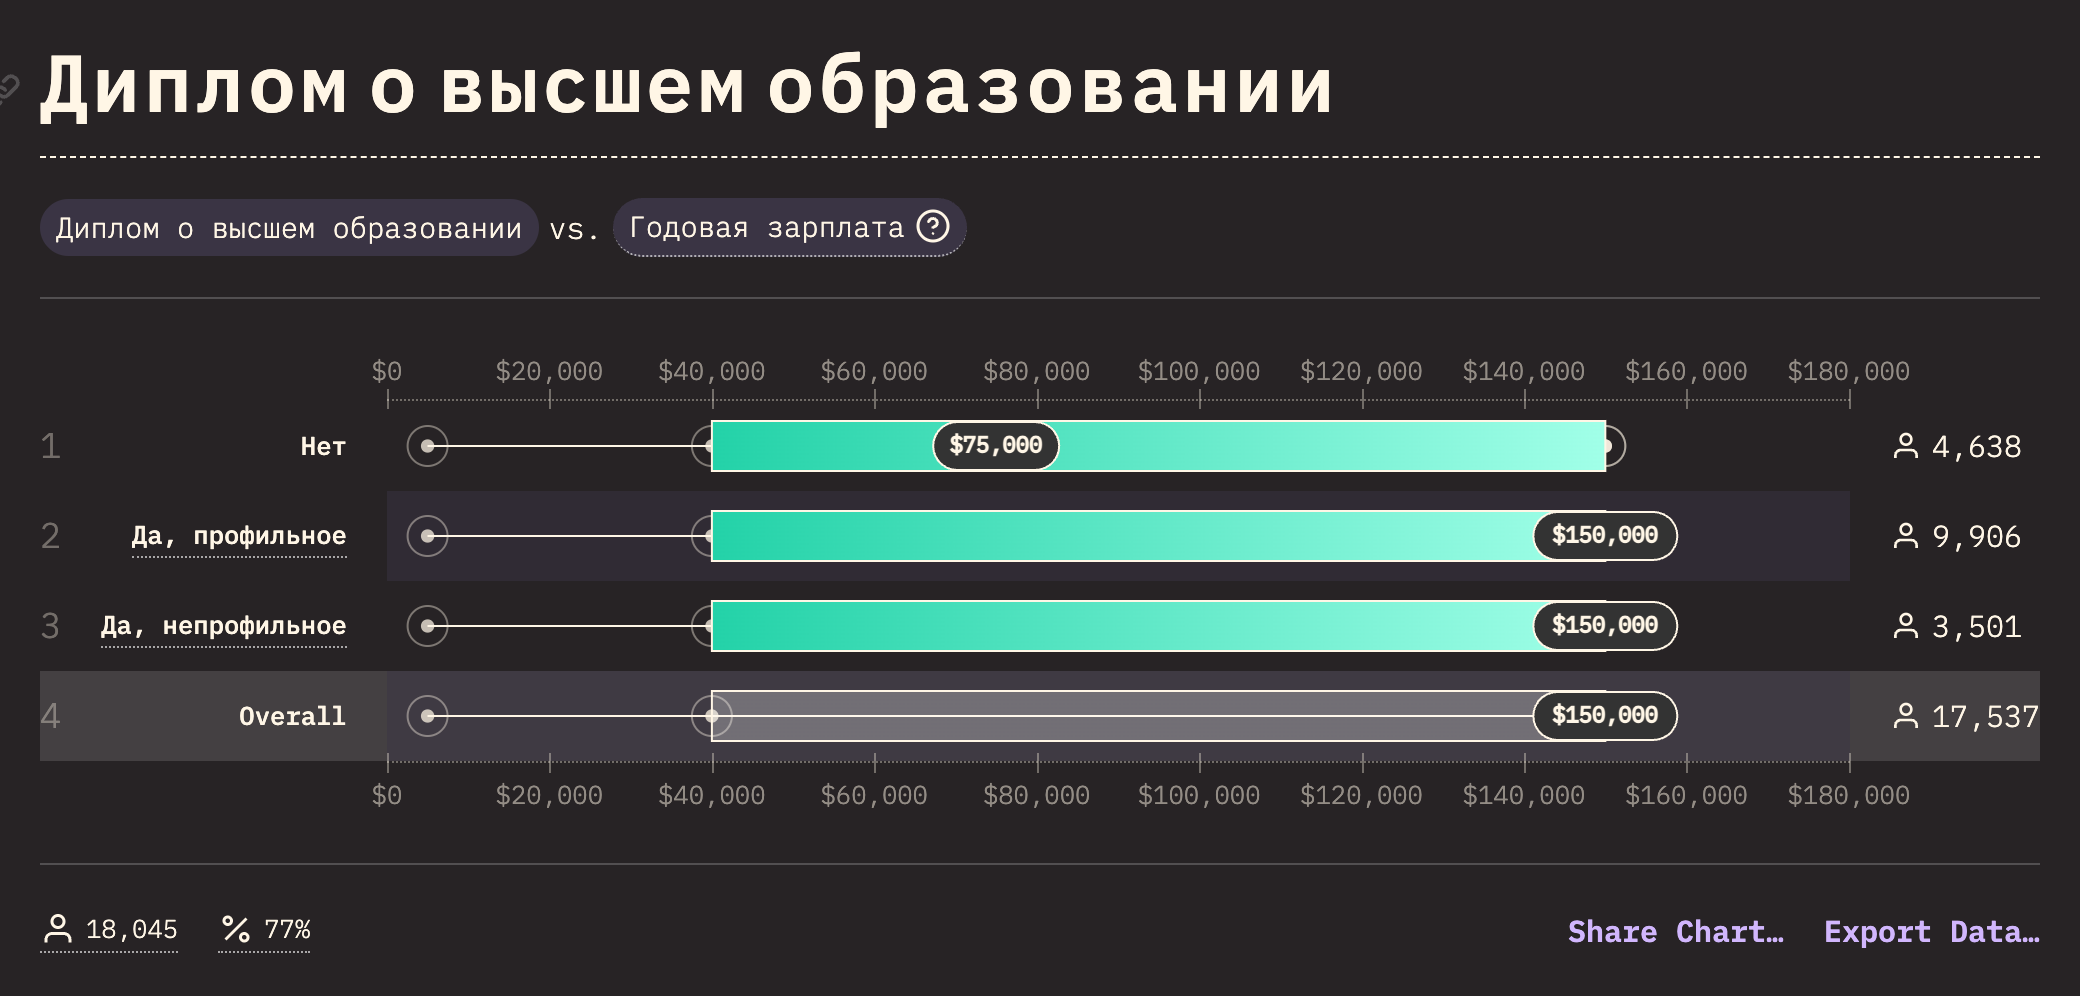 Диплом о высшем образовании
Диплом о высшем образовании vs. Годовая зарплата ?
$0 $20,000 $40,000 $60,000 $80,000 $100,000 $120,000 $140,000 $160,000 $180,000
1 Нет $75,000 4,638
2 Да, профильное $150,000 9,906
3 Да, непрофильное $150,000 3,501
4 Overall $150,000 17,537
$0 $20,000 $40,000 $60,000 $80,000 $100,000 $120,000 $140,000 $160,000 $180,000
18,045 % 77% Share Chart… Export Data…